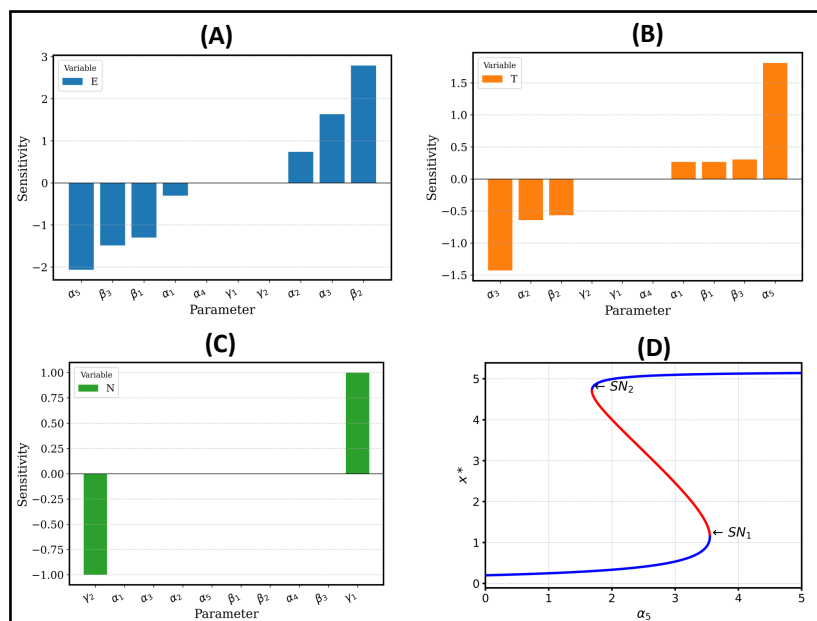 (A)
3
2
1
0
−1
−2
Sensitivity
Variable
E
α₅ β₃ β₁ α₁ α₄ γ₁ γ₂ α₂ α₃ β₂
Parameter
(B)
1.5
1.0
0.5
0.0
−0.5
−1.0
−1.5
Sensitivity
Variable
T
α₃ α₂ β₂ γ₂ γ₁ α₄ α₁ β₁ β₃ α₅
Parameter
(C)
1.00
0.75
0.50
0.25
0.00
−0.25
−0.50
−0.75
−1.00
Sensitivity
Variable
N
γ₂ α₁ α₃ α₂ α₅ β₁ β₂ α₄ β₃ γ₁
Parameter
(D)
5
4
3
2
1
0
x*
← SN₂
← SN₁
0 1 2 3 4 5
α₅